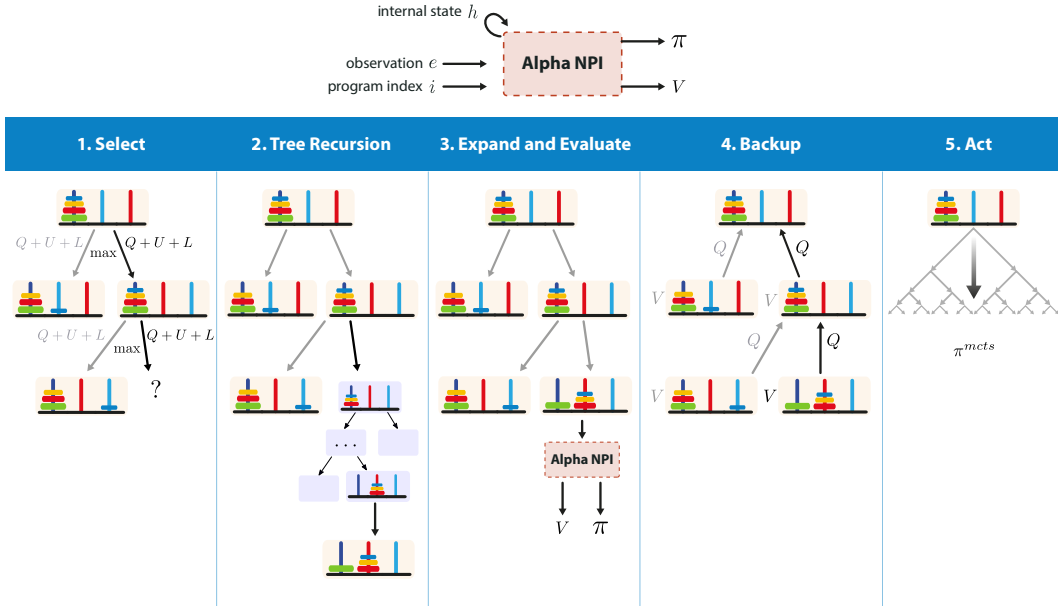 internal state h
observation e
program index i
Alpha NPI
π
V
1. Select
2. Tree Recursion
3. Expand and Evaluate
4. Backup
5. Act
Q + U + L
max
Q + U + L
Q + U + L
max
Q + U + L
?
...
Alpha NPI
V
π
Q
Q
V
V
Q
Q
V
V
π^{mcts}